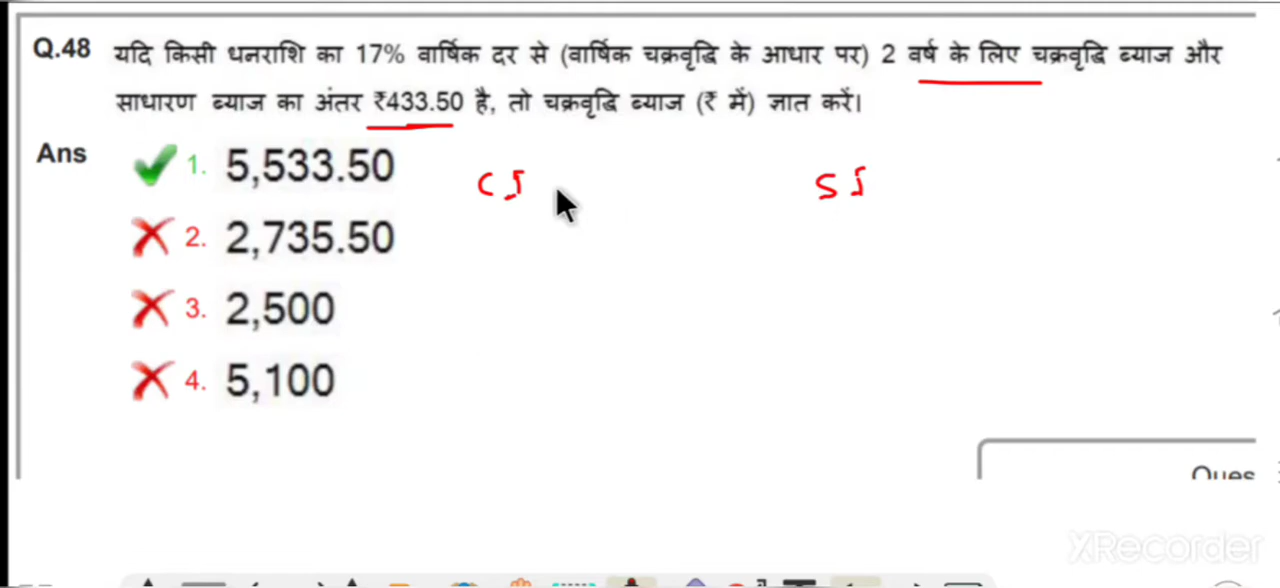 Q.48 यदि किसी धनराशि का 17% वार्षिक दर से (वार्षिक चक्रवृद्धि के आधार पर) 2 वर्ष के लिए चक्रवृद्धि ब्याज और
साधारण ब्याज का अंतर ₹433.50 है, तो चक्रवृद्धि ब्याज (₹ में) ज्ञात करें।
Ans 1. 5,533.50
CI SI
2. 2,735.50
3. 2,500
4. 5,100
Ques
XRecorder